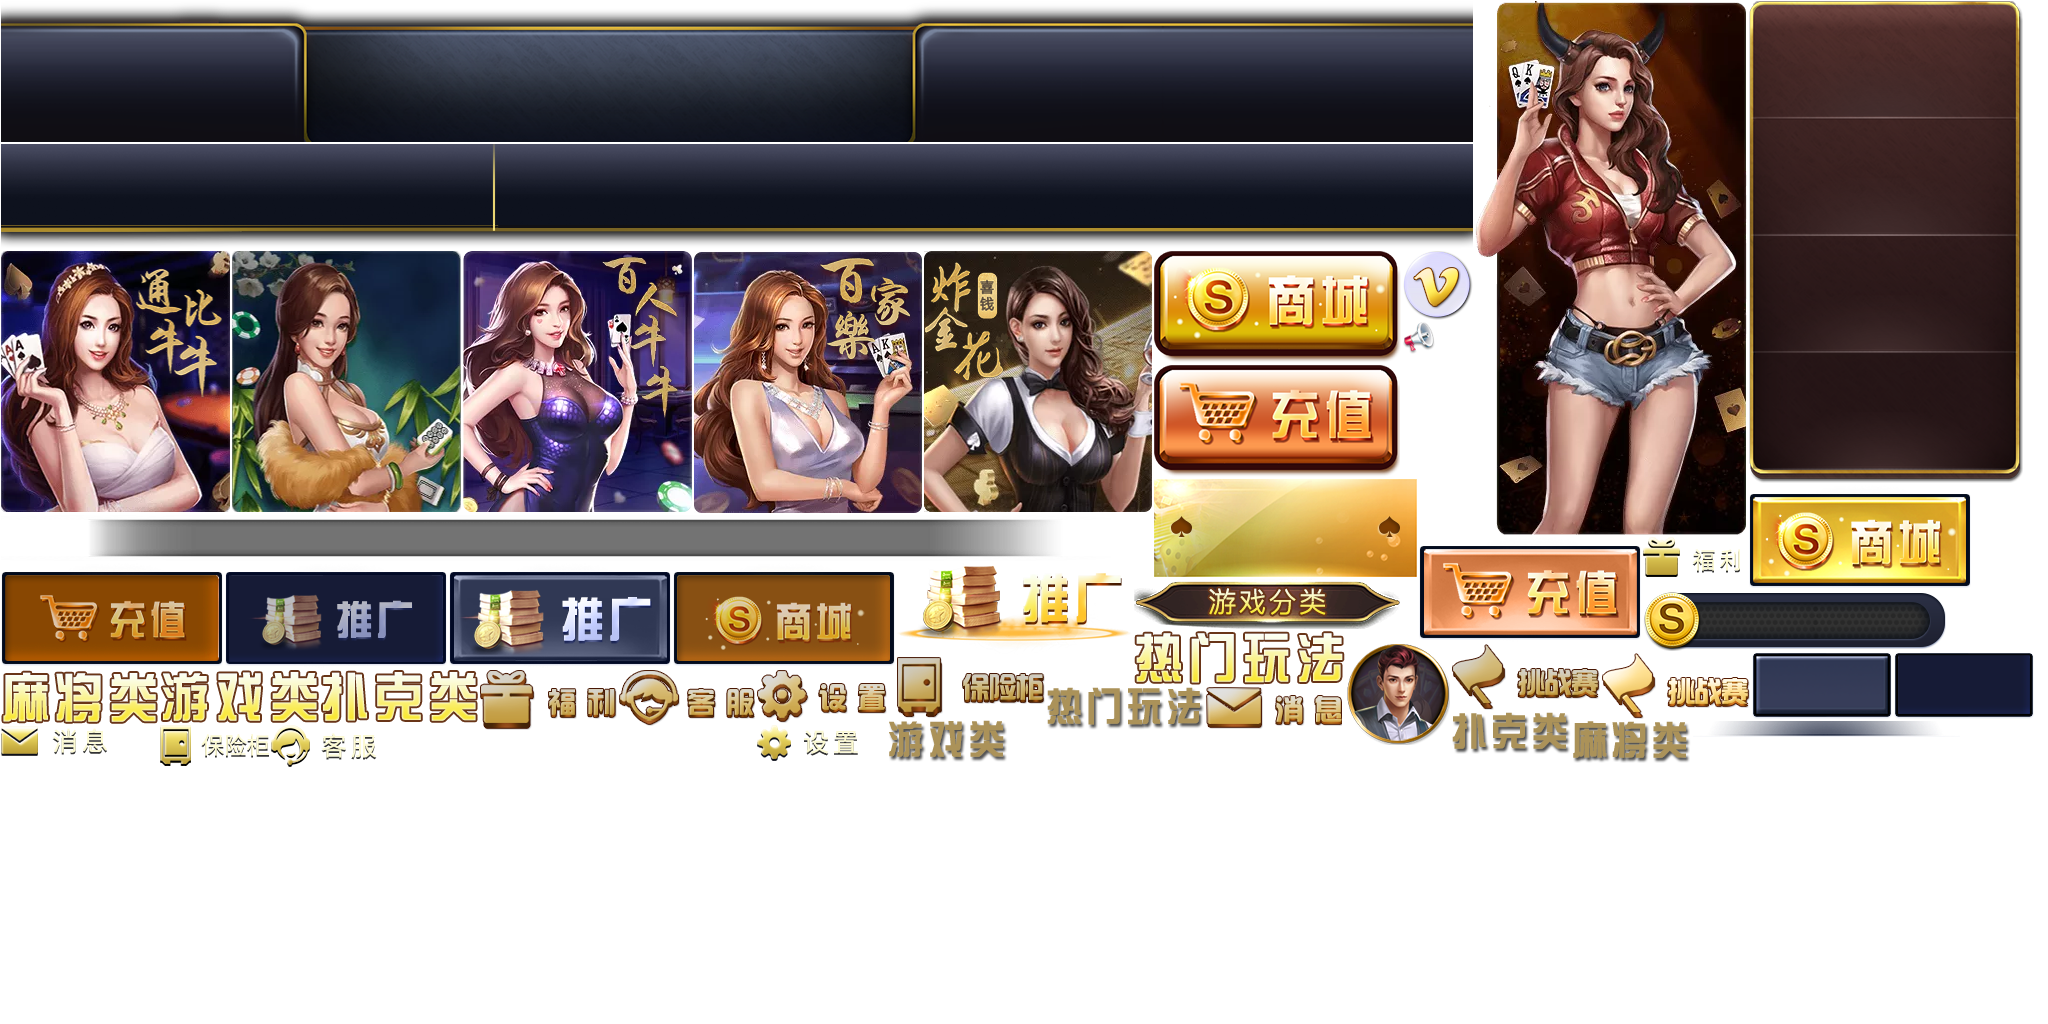 通比牛牛
百人牛牛
百家樂
炸金花
喜钱
Q K
A A
A K
S 商城
V
充值
S 商城
福利
充值
推广
推广
S 商城
推广
游戏分类
充值
S
热门玩法
麻将类
游戏类
扑克类
福利
客服
设置
保险柜
热门玩法
消息
挑战赛
挑战赛
扑克类
麻将类
消息
保险柜
客服
设置
游戏类